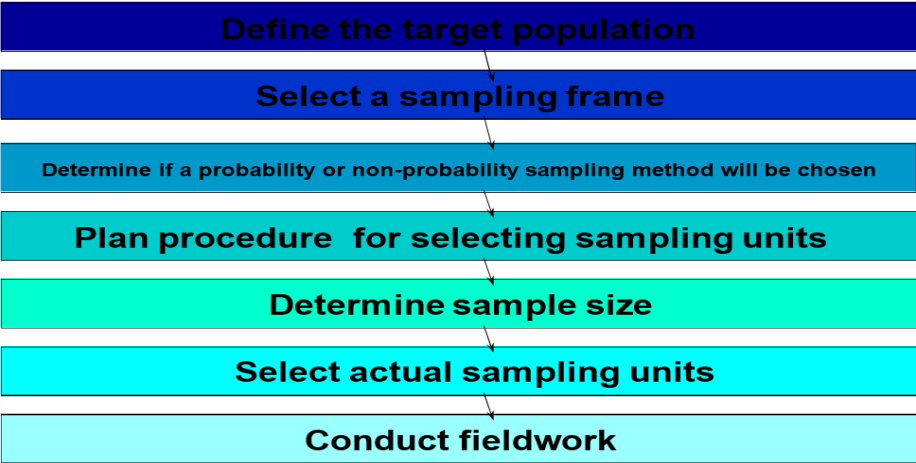 Define the target population
Select a sampling frame
Determine if a probability or non-probability sampling method will be chosen
Plan procedure for selecting sampling units
Determine sample size
Select actual sampling units
Conduct fieldwork